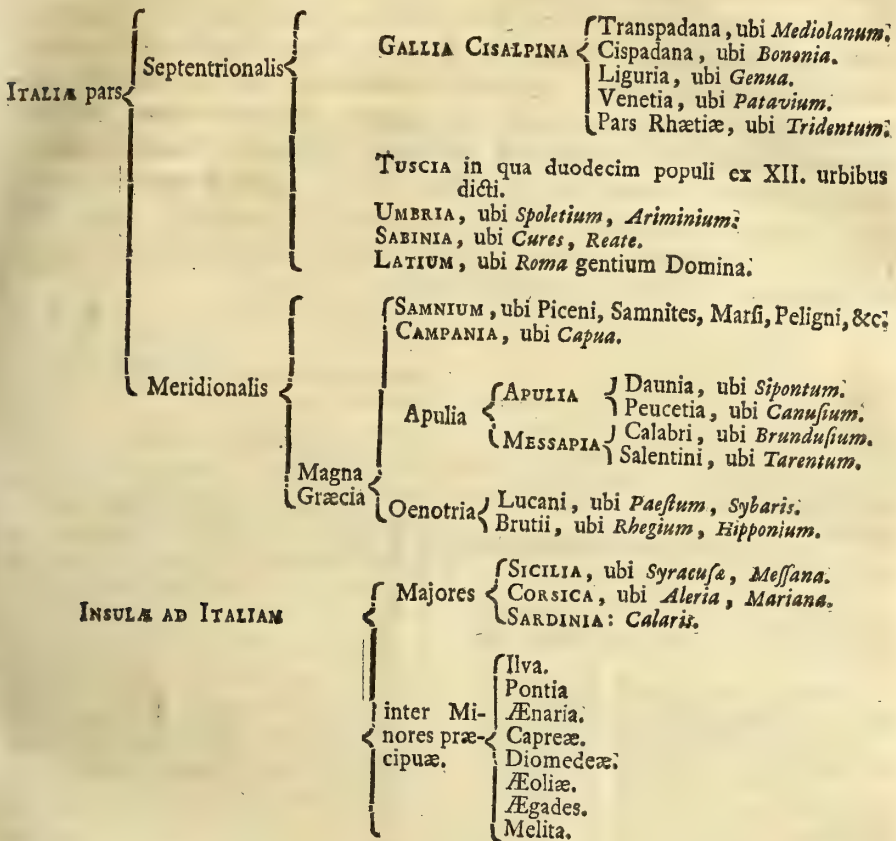 Transpadana, ubi Mediolanum.
GALLIA CISALPINA Cispadana, ubi Bononia.
Septentrionalis Liguria, ubi Genua.
ITALIÆ pars Venetia, ubi Patavium.
Pars Rhætiæ, ubi Tridentum.
TUSCIA in qua duodecim populi ex XII. urbibus
dicti.
UMBRIA, ubi Spoletium, Ariminium.
SABINIA, ubi Cures, Reate.
LATIUM, ubi Roma gentium Domina.
SAMNIUM, ubi Piceni, Samnites, Marſi, Peligni, &c.
CAMPANIA, ubi Capua.
Meridionalis
Apulia APULIA Daunia, ubi Sipontum.
Peucetia, ubi Canuſium.
MESSAPIA Calabri, ubi Brunduſium.
Salentini, ubi Tarentum.
Magna
Græcia
Oenotria Lucani, ubi Paeſtum, Sybaris.
Brutii, ubi Rhegium, Hipponium.
INSULÆ AD ITALIAM
Majores SICILIA, ubi Syracuſæ, Meſſana.
CORSICA, ubi Aleria, Mariana.
SARDINIA: Calaris.
inter Mi-
nores præ-
cipuæ.
Ilva.
Pontia
Ænaria.
Capreæ.
Diomedeæ.
Æoliæ.
Ægades.
Melita.